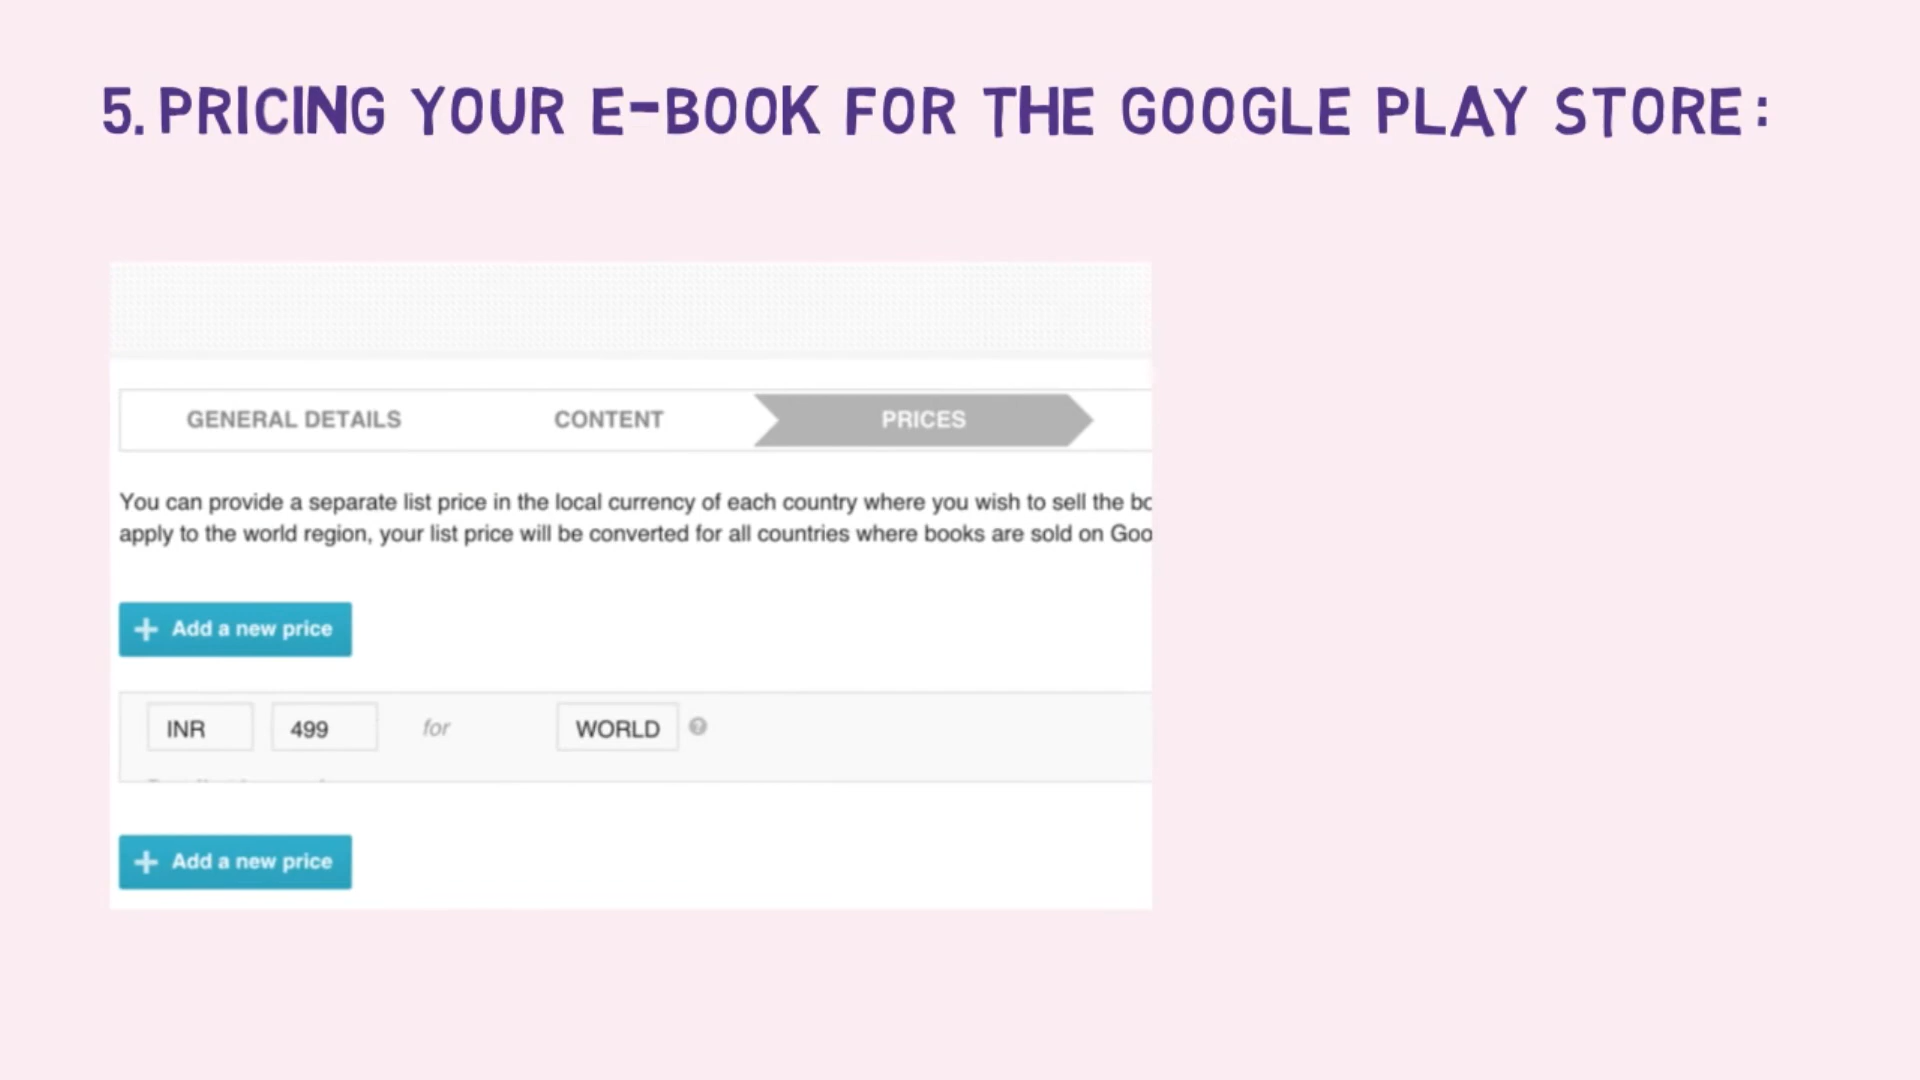 5. PRICING YOUR E-BOOK FOR THE GOOGLE PLAY STORE:
GENERAL DETAILS CONTENT PRICES
You can provide a separate list price in the local currency of each country where you wish to sell the
apply to the world region, your list price will be converted for all countries where books are sold on
+ Add a new price
INR 499 for WORLD ?
+ Add a new price